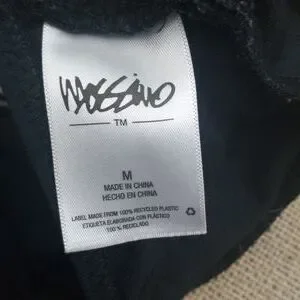 Mossimo
TM
M
MADE IN CHINA
HECHO EN CHINA
LABEL MADE FROM 100% RECYCLED PLASTIC
ETIQUETA ELABORADA CON PLÁSTICO
100 % RECICLADO